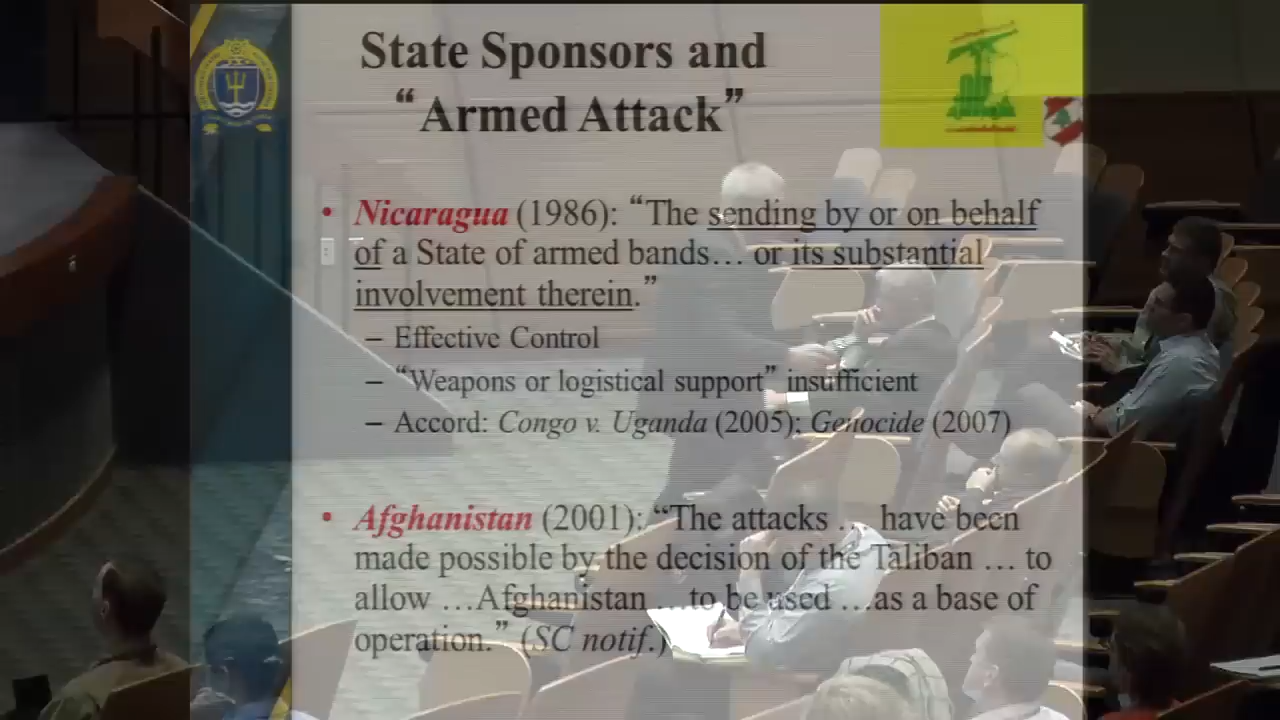 State Sponsors and
“Armed Attack”
• Nicaragua (1986): “The sending by or on behalf
of a State of armed bands… or its substantial
involvement therein.”
– Effective Control
– “Weapons or logistical support” insufficient
– Accord: Congo v. Uganda (2005); Genocide (2007)
• Afghanistan (2001): “The attacks … have been
made possible by the decision of the Taliban … to
allow …Afghanistan …to be used …as a base of
operation.” (SC notif.)